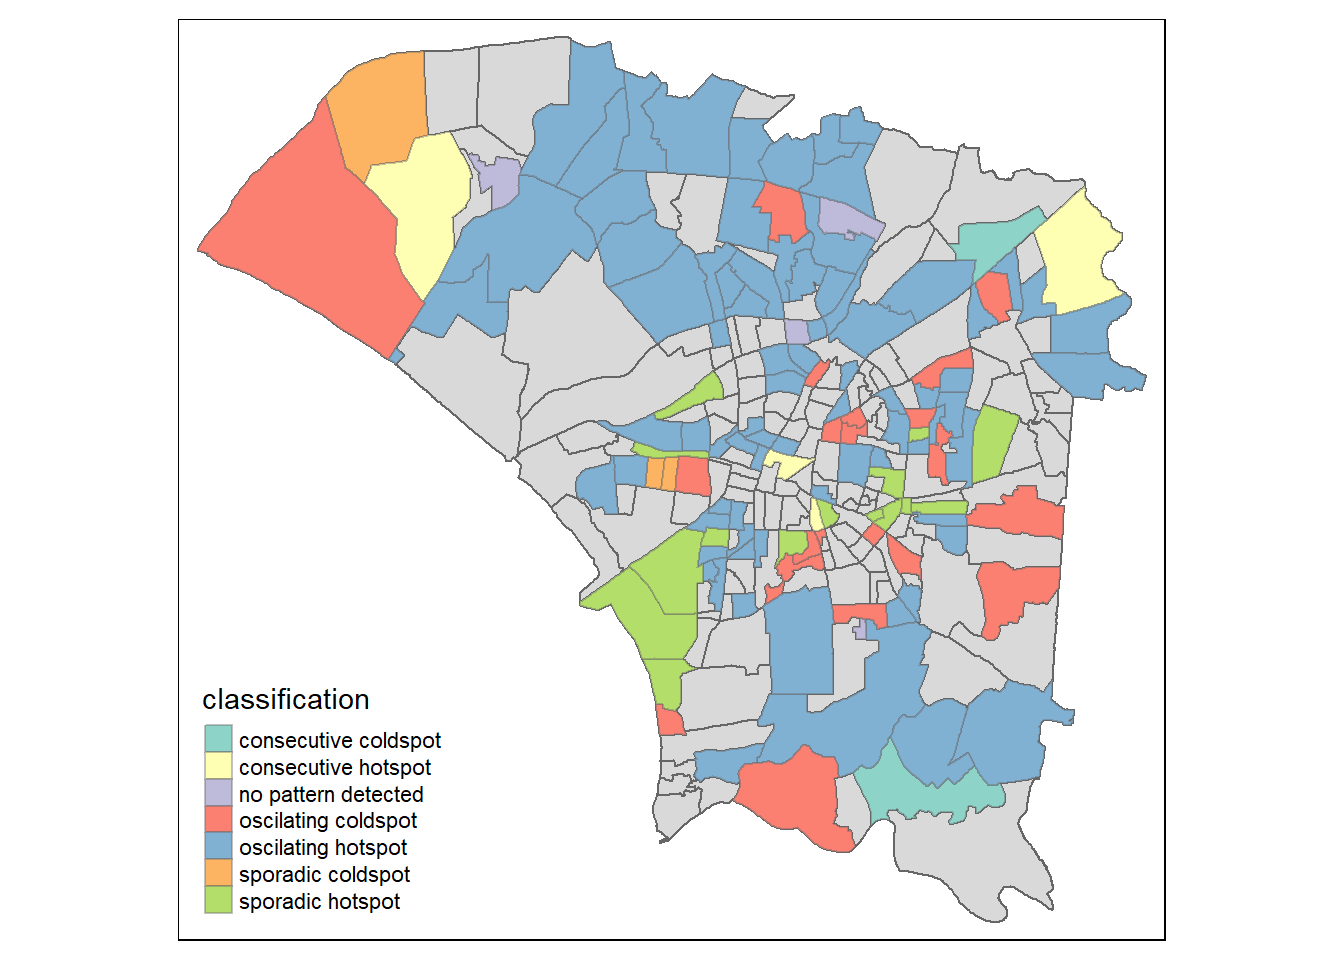 classification
consecutive coldspot
consecutive hotspot
no pattern detected
oscilating coldspot
oscilating hotspot
sporadic coldspot
sporadic hotspot